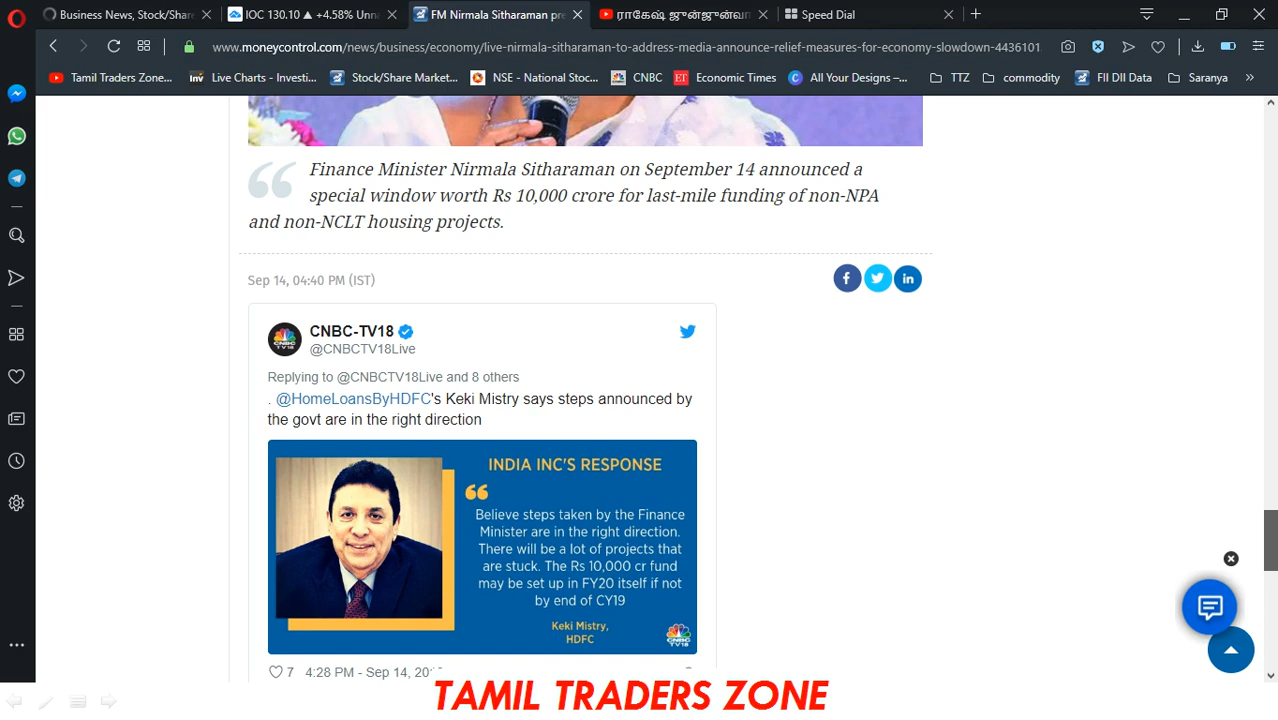 Business News, Stock/Share
IOC 130.10 ▲ +4.58% Unna
FM Nirmala Sitharaman pre
ராகேஷ் ஜுன்ஜுன்வா
Speed Dial
www.moneycontrol.com/news/business/economy/live-nirmala-sitharaman-to-address-media-announce-relief-measures-for-economy-slowdown-4436101
Tamil Traders Zone...
Inv Live Charts - Investi...
Stock/Share Market...
NSE - National Stoc...
CNBC
ET Economic Times
C All Your Designs –...
TTZ
commodity
FII DII Data
Saranya
»
Finance Minister Nirmala Sitharaman on September 14 announced a
special window worth Rs 10,000 crore for last-mile funding of non-NPA
and non-NCLT housing projects.
Sep 14, 04:40 PM (IST)
CNBC-TV18
@CNBCTV18Live
Replying to @CNBCTV18Live and 8 others
. @HomeLoansByHDFC's Keki Mistry says steps announced by
the govt are in the right direction
INDIA INC'S RESPONSE
Believe steps taken by the Finance
Minister are in the right direction.
There will be a lot of projects that
are stuck. The Rs 10,000 cr fund
may be set up in FY20 itself if not
by end of CY19
Keki Mistry,
HDFC
CNBC
TV18
7 4:28 PM - Sep 14, 20
TAMIL TRADERS ZONE